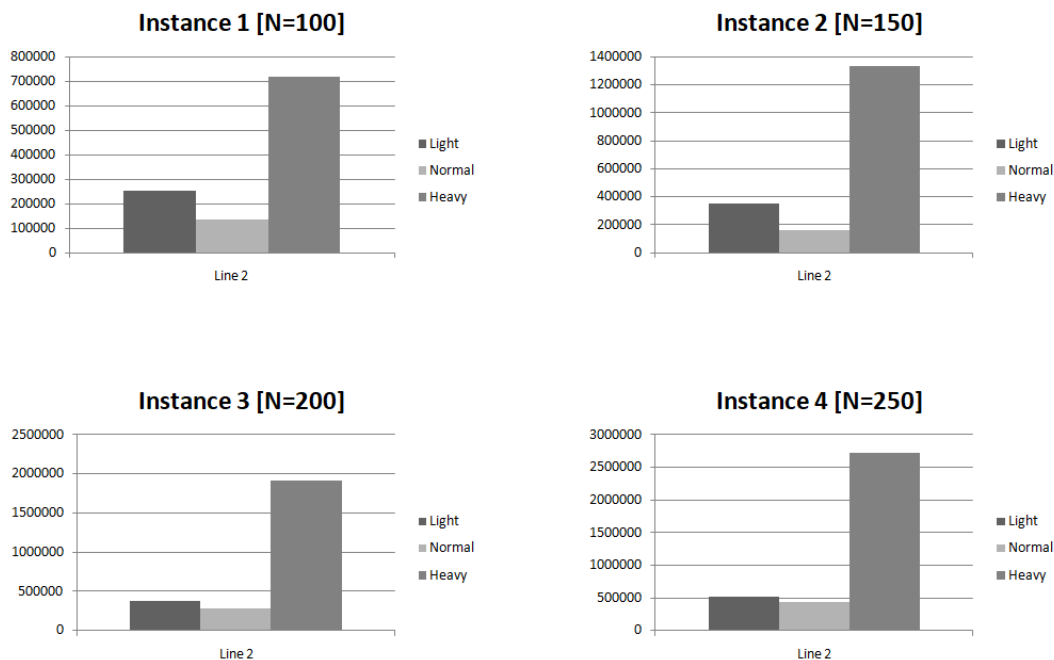 Instance 1 [N=100]
800000
700000
600000
500000
400000
300000
200000
100000
0
Light
Normal
Heavy
Line 2
Instance 2 [N=150]
1400000
1200000
1000000
800000
600000
400000
200000
0
Light
Normal
Heavy
Line 2
Instance 3 [N=200]
2500000
2000000
1500000
1000000
500000
0
Light
Normal
Heavy
Line 2
Instance 4 [N=250]
3000000
2500000
2000000
1500000
1000000
500000
0
Light
Normal
Heavy
Line 2